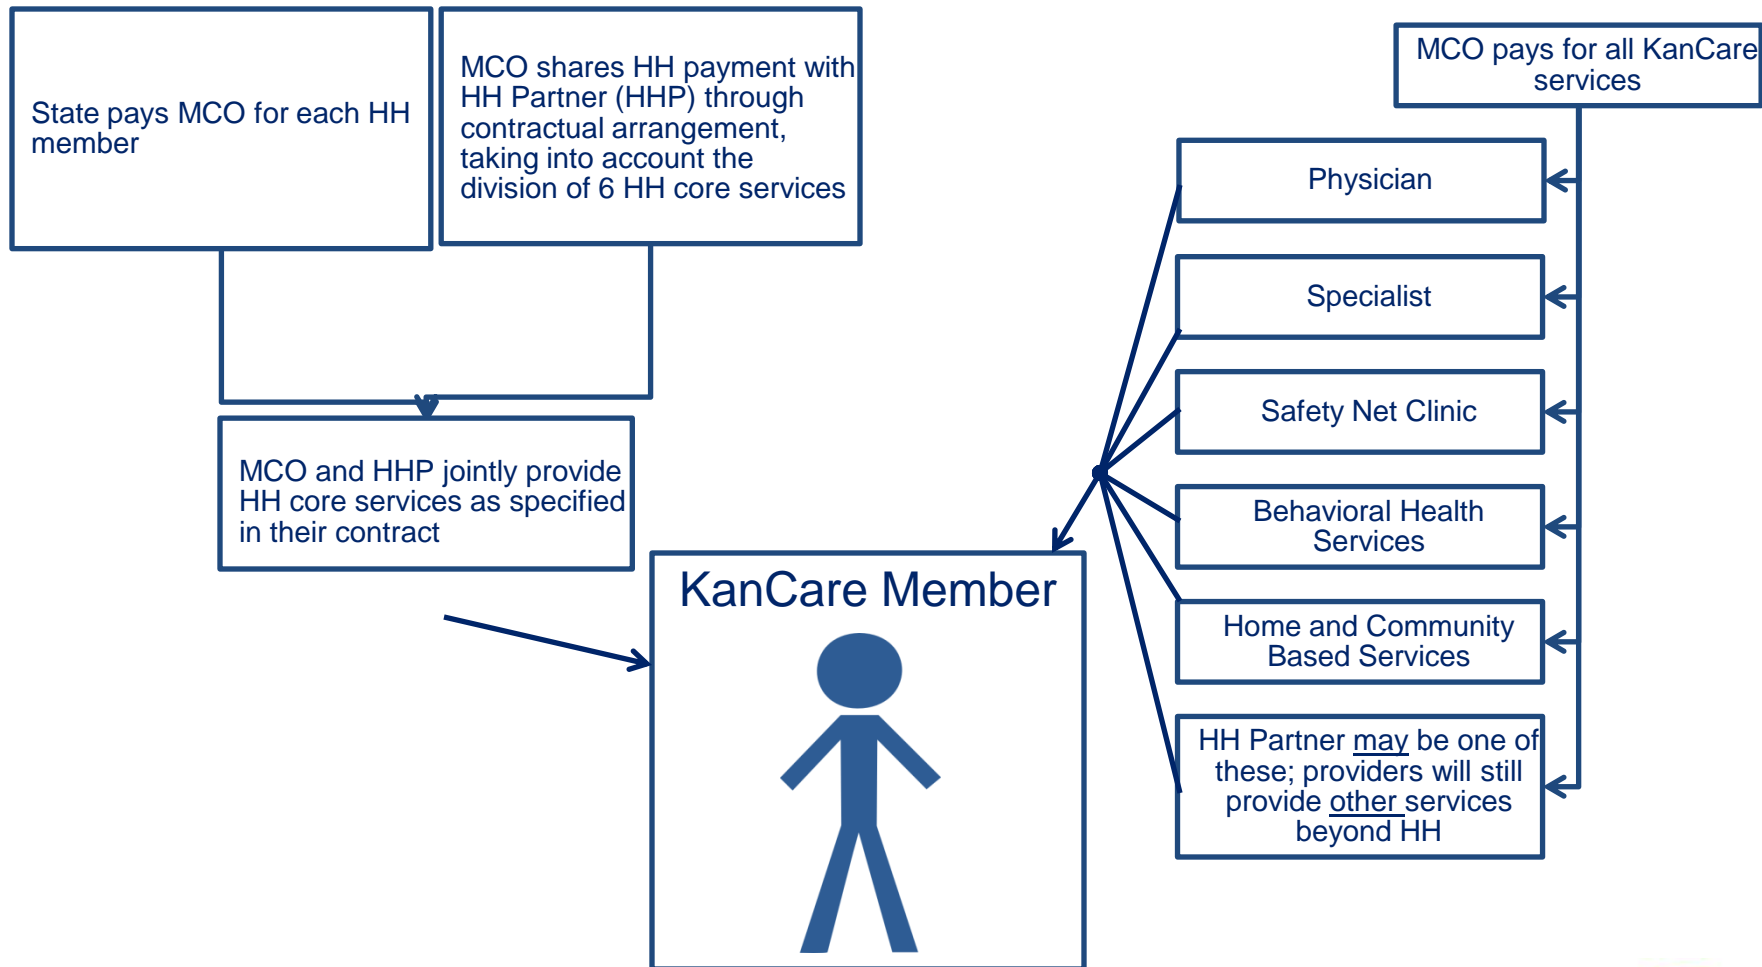 State pays MCO for each HH
member
MCO shares HH payment with
HH Partner (HHP) through
contractual arrangement,
taking into account the
division of 6 HH core services
MCO and HHP jointly provide
HH core services as specified
in their contract
MCO pays for all KanCare
services
Physician
Specialist
Safety Net Clinic
Behavioral Health
Services
Home and Community
Based Services
HH Partner may be one of
these; providers will still
provide other services
beyond HH
KanCare Member